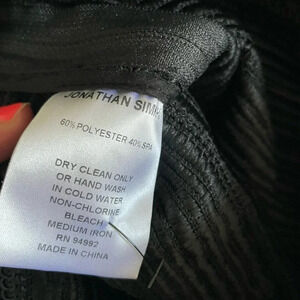 JONATHAN SIM
60% POLYESTER 40% SPA
DRY CLEAN ONLY
OR HAND WASH
IN COLD WATER
NON-CHLORINE
BLEACH
MEDIUM IRON
RN 94992
MADE IN CHINA